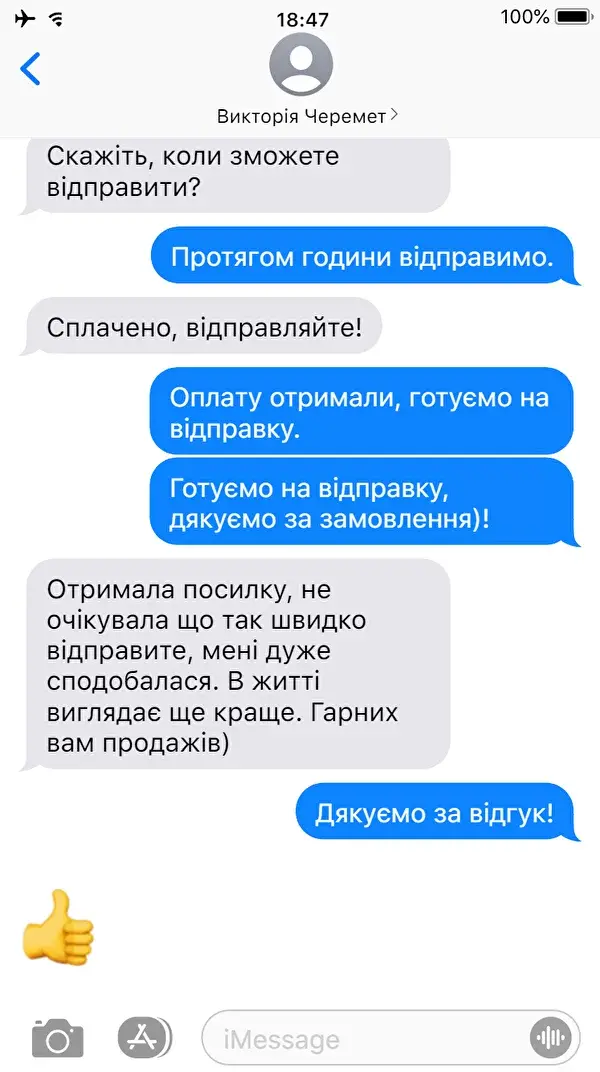 18:47
100%
Викторія Черемет
Скажіть, коли зможете
відправити?
Протягом години відправимо.
Сплачено, відправляйте!
Оплату отримали, готуємо на
відправку.
Готуємо на відправку,
дякуємо за замовлення)!
Отримала посилку, не
очікувала що так швидко
відправите, мені дуже
сподобалася. В житті
виглядає ще краще. Гарних
вам продажів)
Дякуємо за відгук!
iMessage